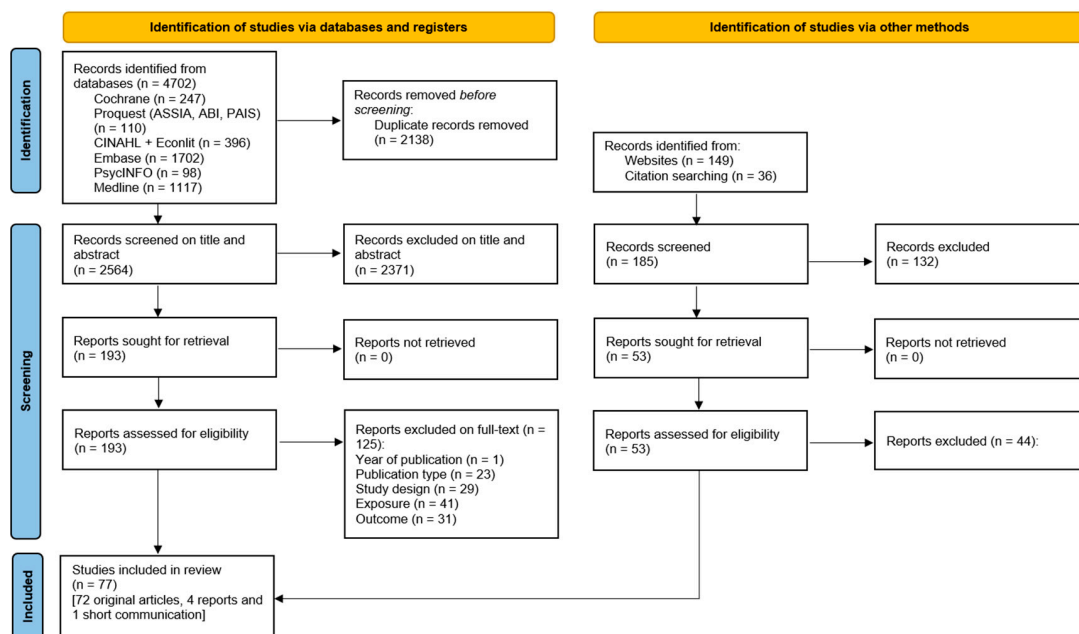 Identification of studies via databases and registers
Identification of studies via other methods
Identification
Records identified from
databases (n = 4702)
Cochrane (n = 247)
Proquest (ASSIA, ABI, PAIS)
(n = 110)
CINAHL + Econlit (n = 396)
Embase (n = 1702)
PsycINFO (n = 98)
Medline (n = 1117)
Records removed before
screening:
Duplicate records removed
(n = 2138)
Records identified from:
Websites (n = 149)
Citation searching (n = 36)
Screening
Records screened on title and
abstract
(n = 2564)
Records excluded on title and
abstract
(n = 2371)
Records screened
(n = 185)
Records excluded
(n = 132)
Reports sought for retrieval
(n = 193)
Reports not retrieved
(n = 0)
Reports sought for retrieval
(n = 53)
Reports not retrieved
(n = 0)
Reports assessed for eligibility
(n = 193)
Reports excluded on full-text (n =
125):
Year of publication (n = 1)
Publication type (n = 23)
Study design (n = 29)
Exposure (n = 41)
Outcome (n = 31)
Reports assessed for eligibility
(n = 53)
Reports excluded (n = 44):
Included
Studies included in review
(n = 77)
[72 original articles, 4 reports and
1 short communication]